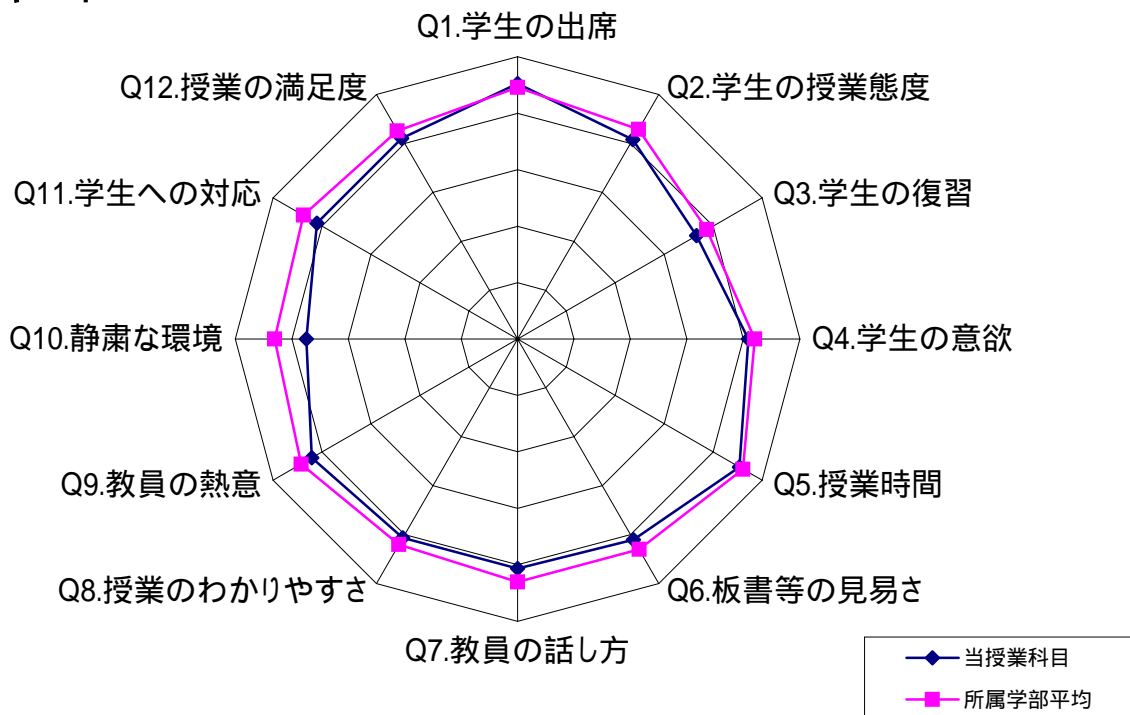 Q1.学生の出席
Q2.学生の授業態度
Q3.学生の復習
Q4.学生の意欲
Q5.授業時間
Q6.板書等の見易さ
Q7.教員の話し方
Q8.授業のわかりやすさ
Q9.教員の熱意
Q10.静粛な環境
Q11.学生への対応
Q12.授業の満足度
当授業科目
所属学部平均